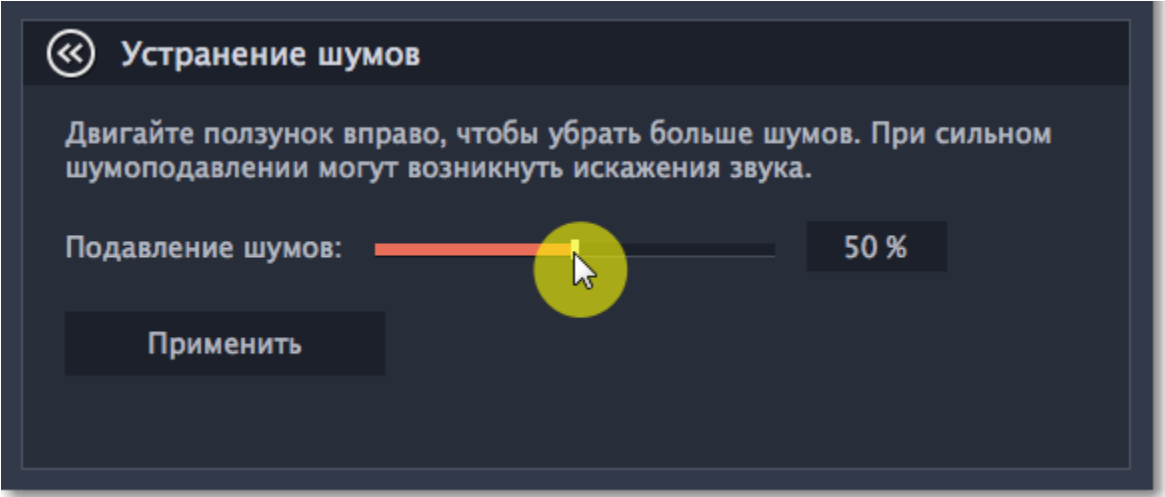 Устранение шумов
Двигайте ползунок вправо, чтобы убрать больше шумов. При сильном
шумоподавлении могут возникнуть искажения звука.
Подавление шумов: 50 %
Применить